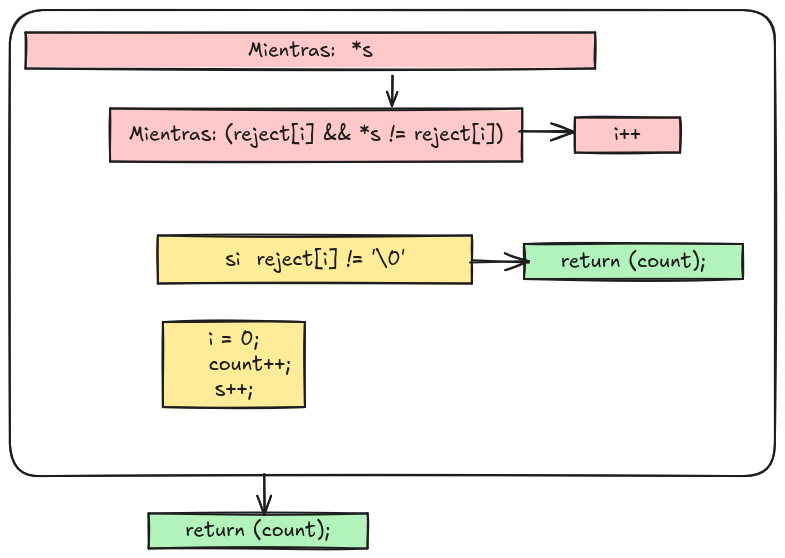 Mientras: *s
Mientras: (reject[i] && *s != reject[i])
i++
si reject[i] != '\0'
return (count);
i = 0;
count++;
s++;
return (count);